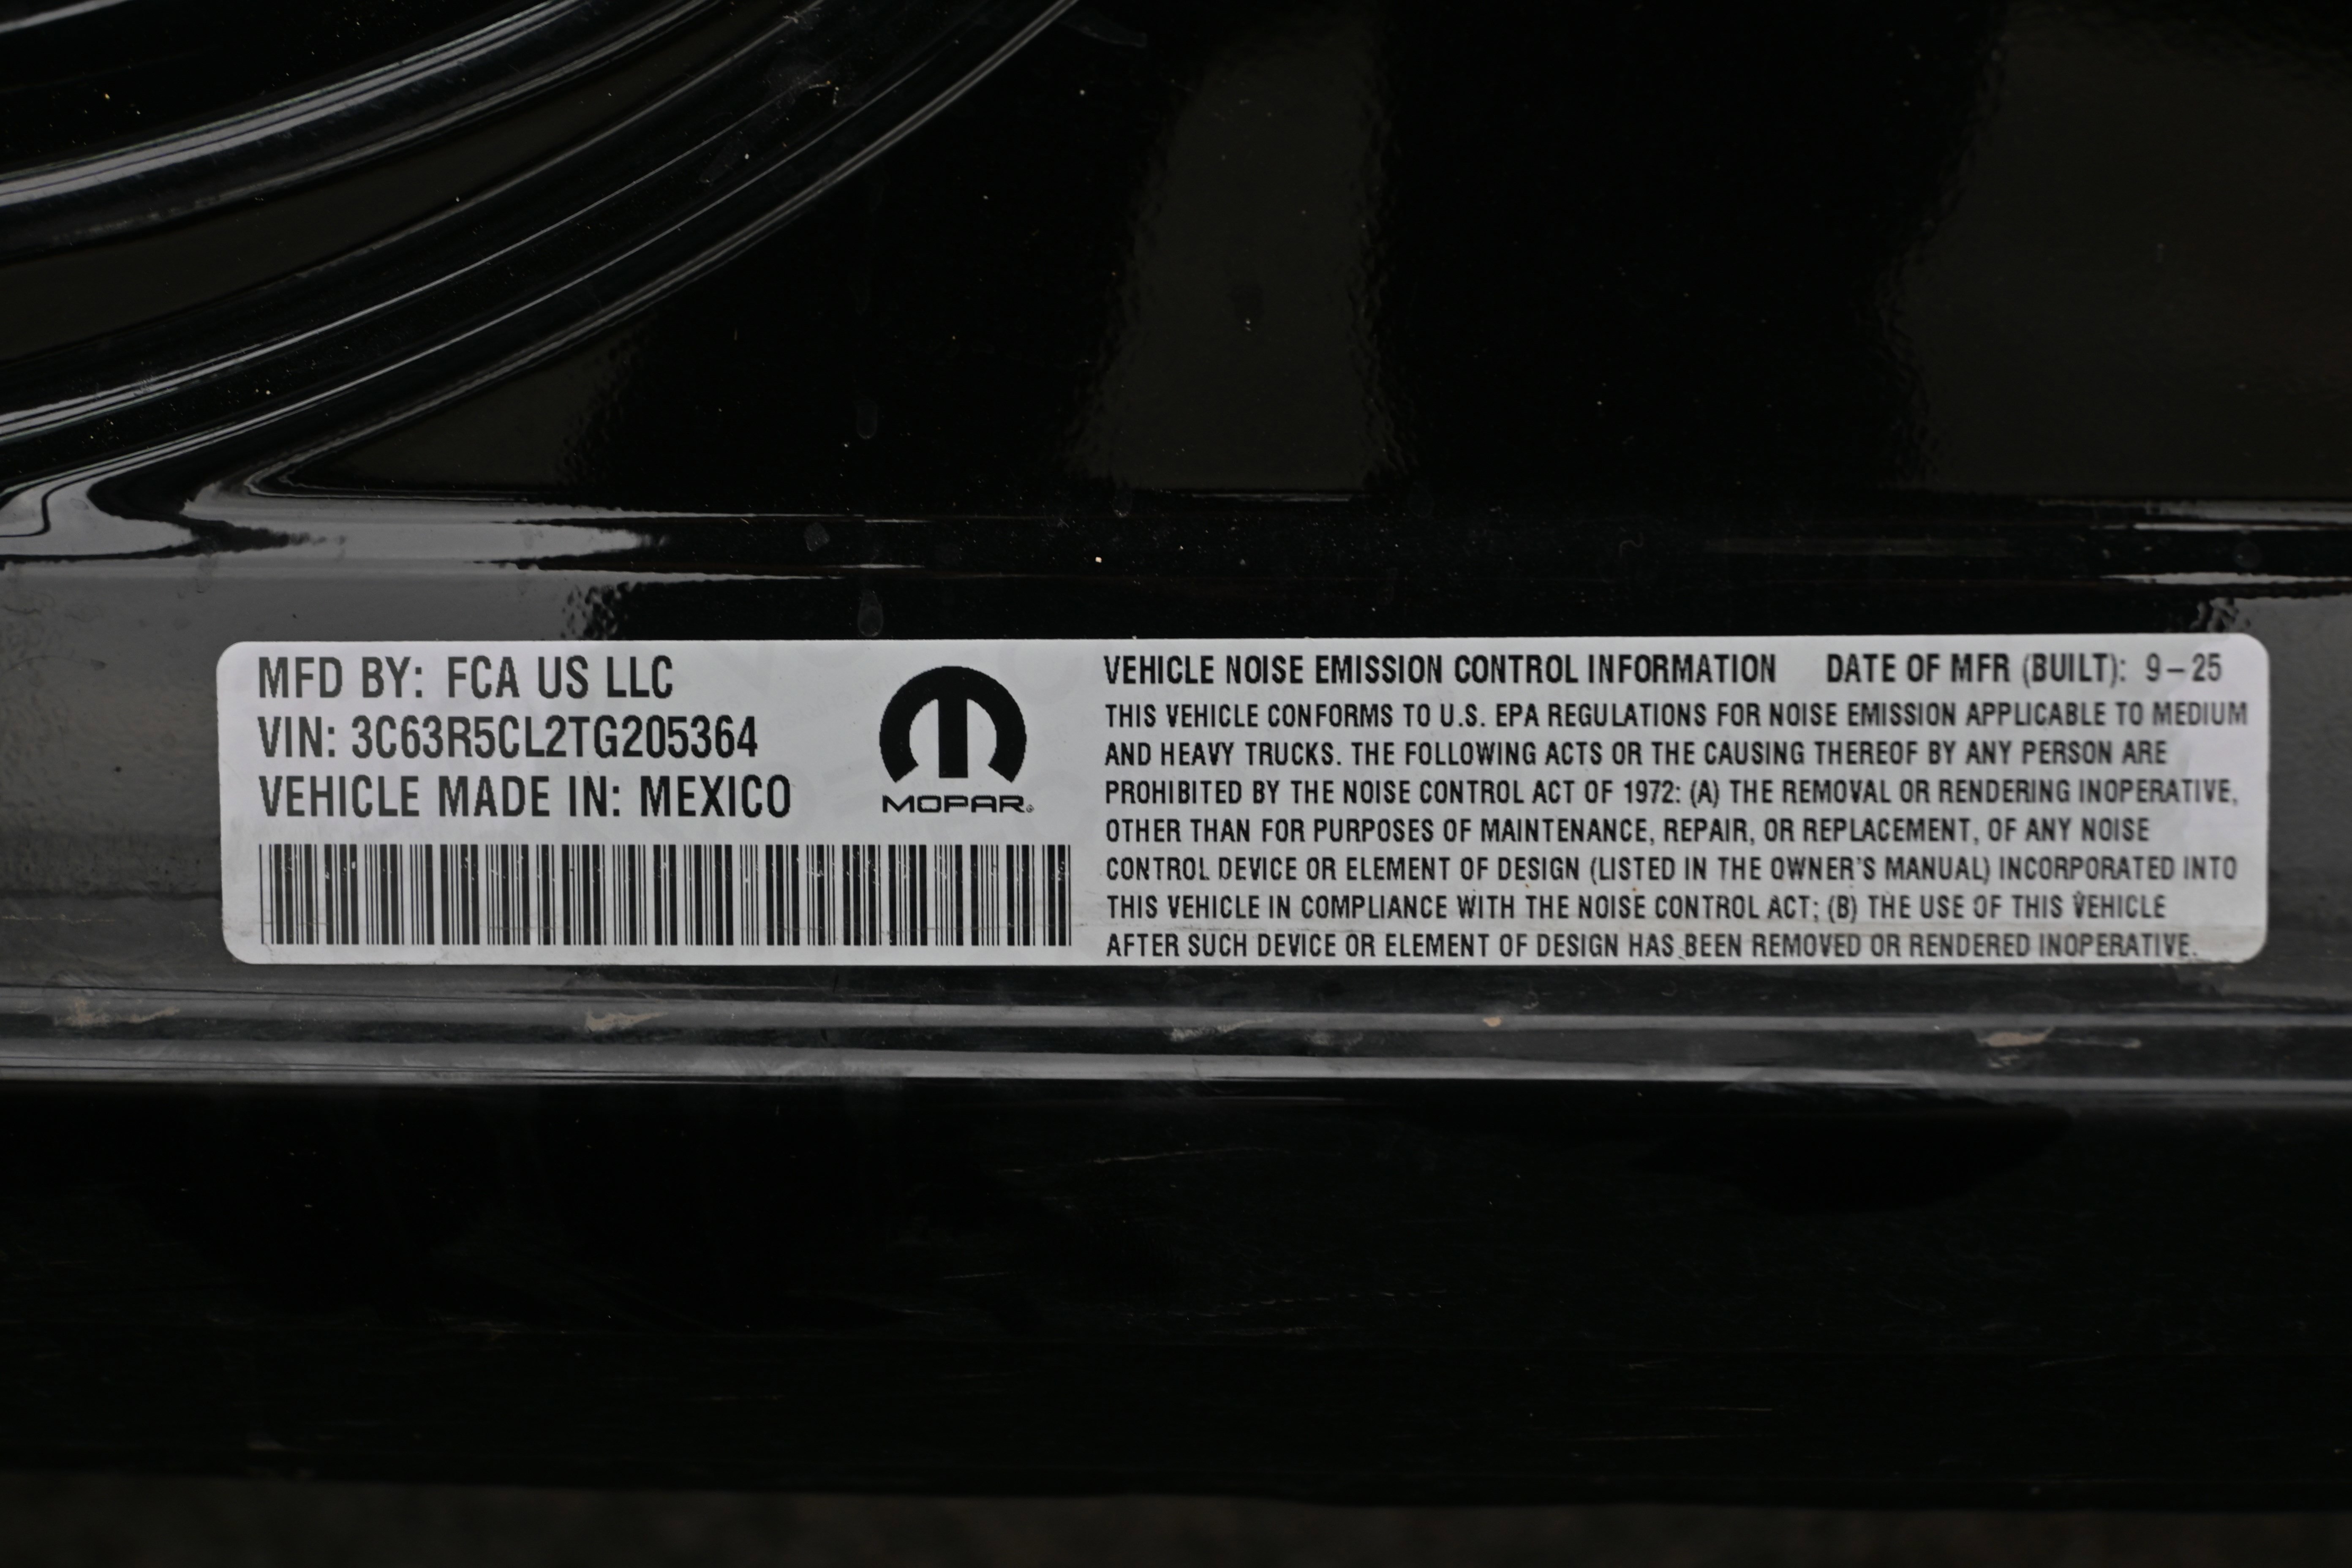 MFD BY: FCA US LLC
VIN: 3C63R5CL2TG205364
VEHICLE MADE IN: MEXICO
MOPAR®
VEHICLE NOISE EMISSION CONTROL INFORMATION DATE OF MFR (BUILT): 9-25
THIS VEHICLE CONFORMS TO U.S. EPA REGULATIONS FOR NOISE EMISSION APPLICABLE TO MEDIUM
AND HEAVY TRUCKS. THE FOLLOWING ACTS OR THE CAUSING THEREOF BY ANY PERSON ARE
PROHIBITED BY THE NOISE CONTROL ACT OF 1972: (A) THE REMOVAL OR RENDERING INOPERATIVE,
OTHER THAN FOR PURPOSES OF MAINTENANCE, REPAIR, OR REPLACEMENT, OF ANY NOISE
CONTROL DEVICE OR ELEMENT OF DESIGN (LISTED IN THE OWNER'S MANUAL) INCORPORATED INTO
THIS VEHICLE IN COMPLIANCE WITH THE NOISE CONTROL ACT; (B) THE USE OF THIS VEHICLE
AFTER SUCH DEVICE OR ELEMENT OF DESIGN HAS BEEN REMOVED OR RENDERED INOPERATIVE.